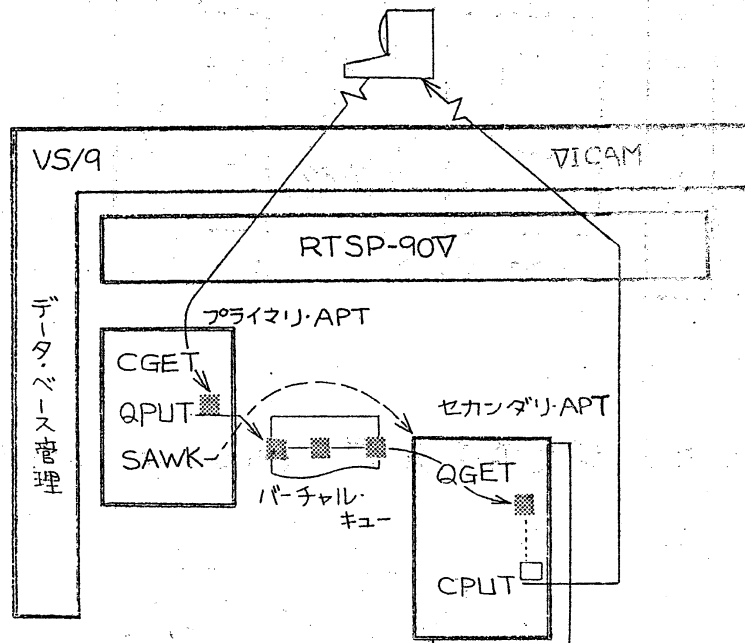 VS/9
VICAM
RTSP-90V
データ・ベース管理
プライマリ・APT
CGET
QPUT
SAWK
バーチャル・
キュー
セカンダリ・APT
QGET
CPUT